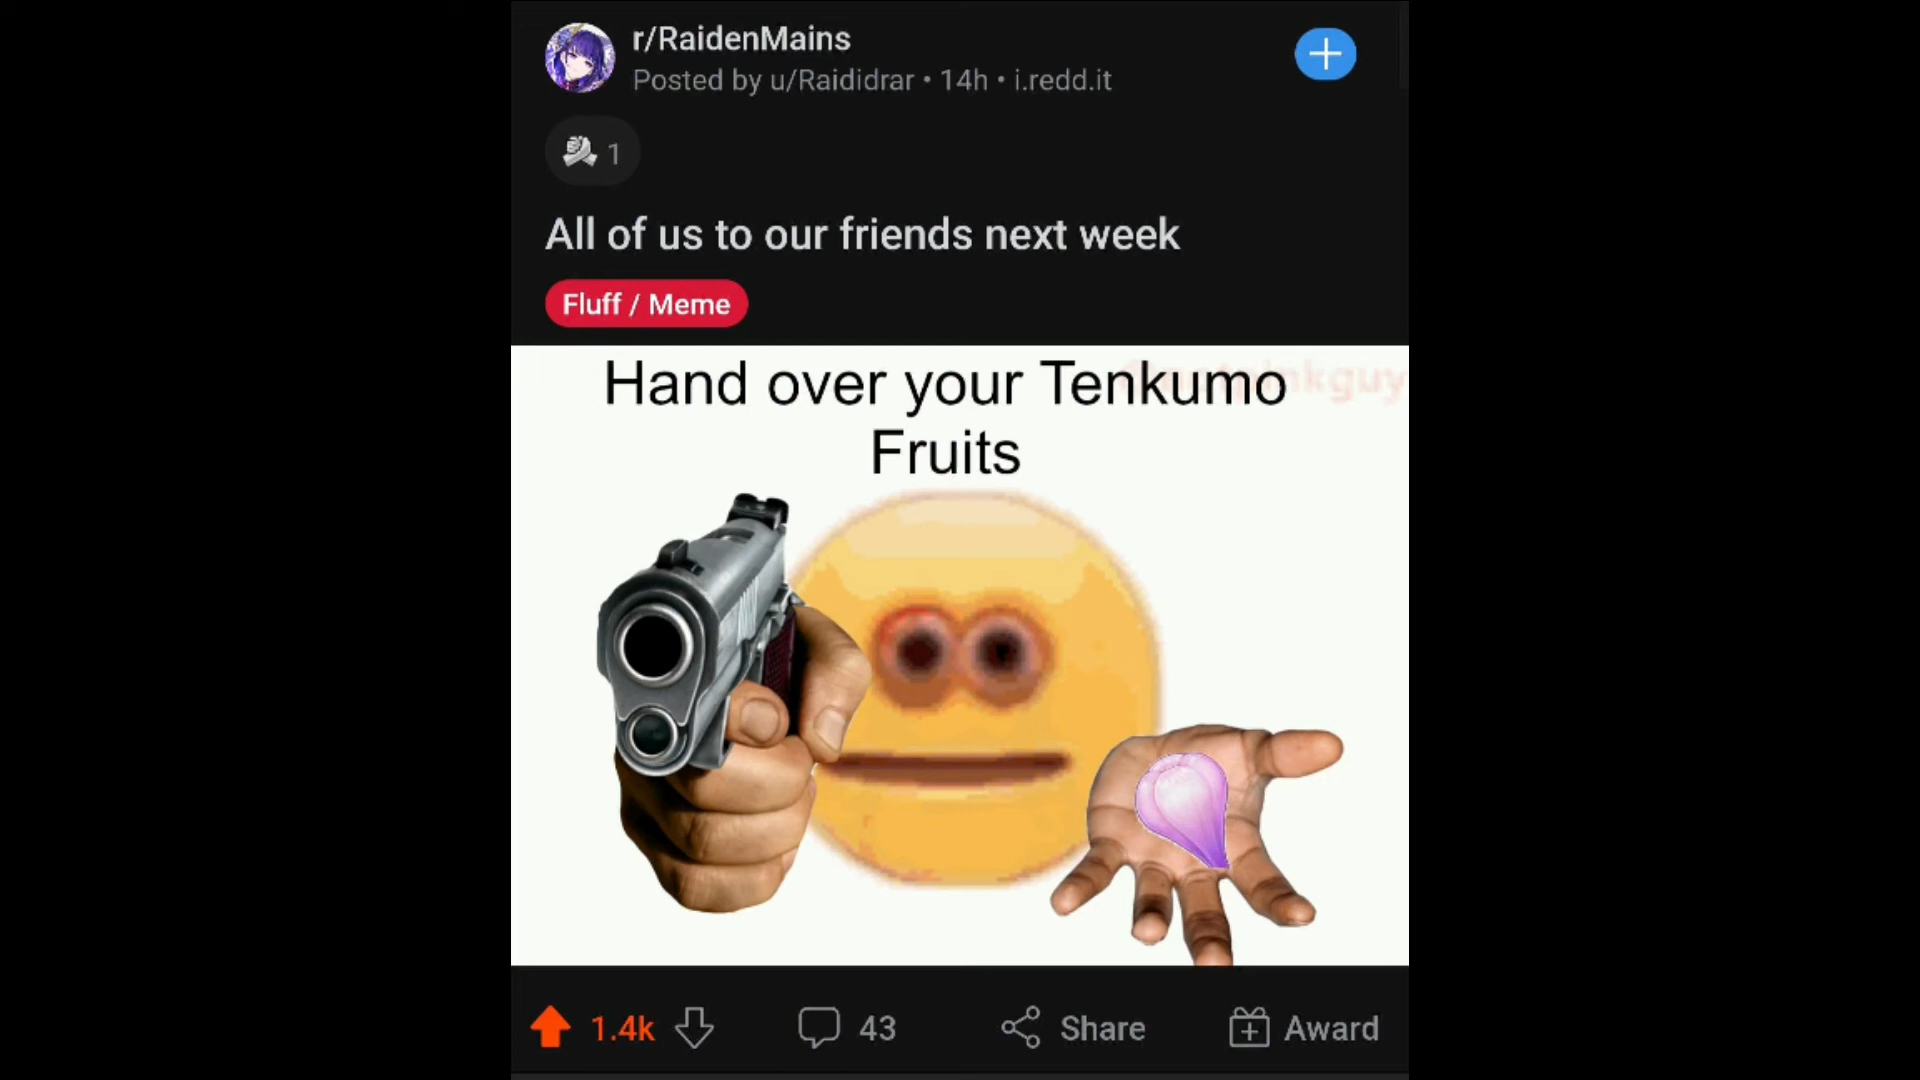 r/RaidenMains
Posted by u/Raididrar • 14h • i.redd.it
1
All of us to our friends next week
Fluff / Meme
Hand over your Tenkumo
Fruits
1.4k
43
Share
Award